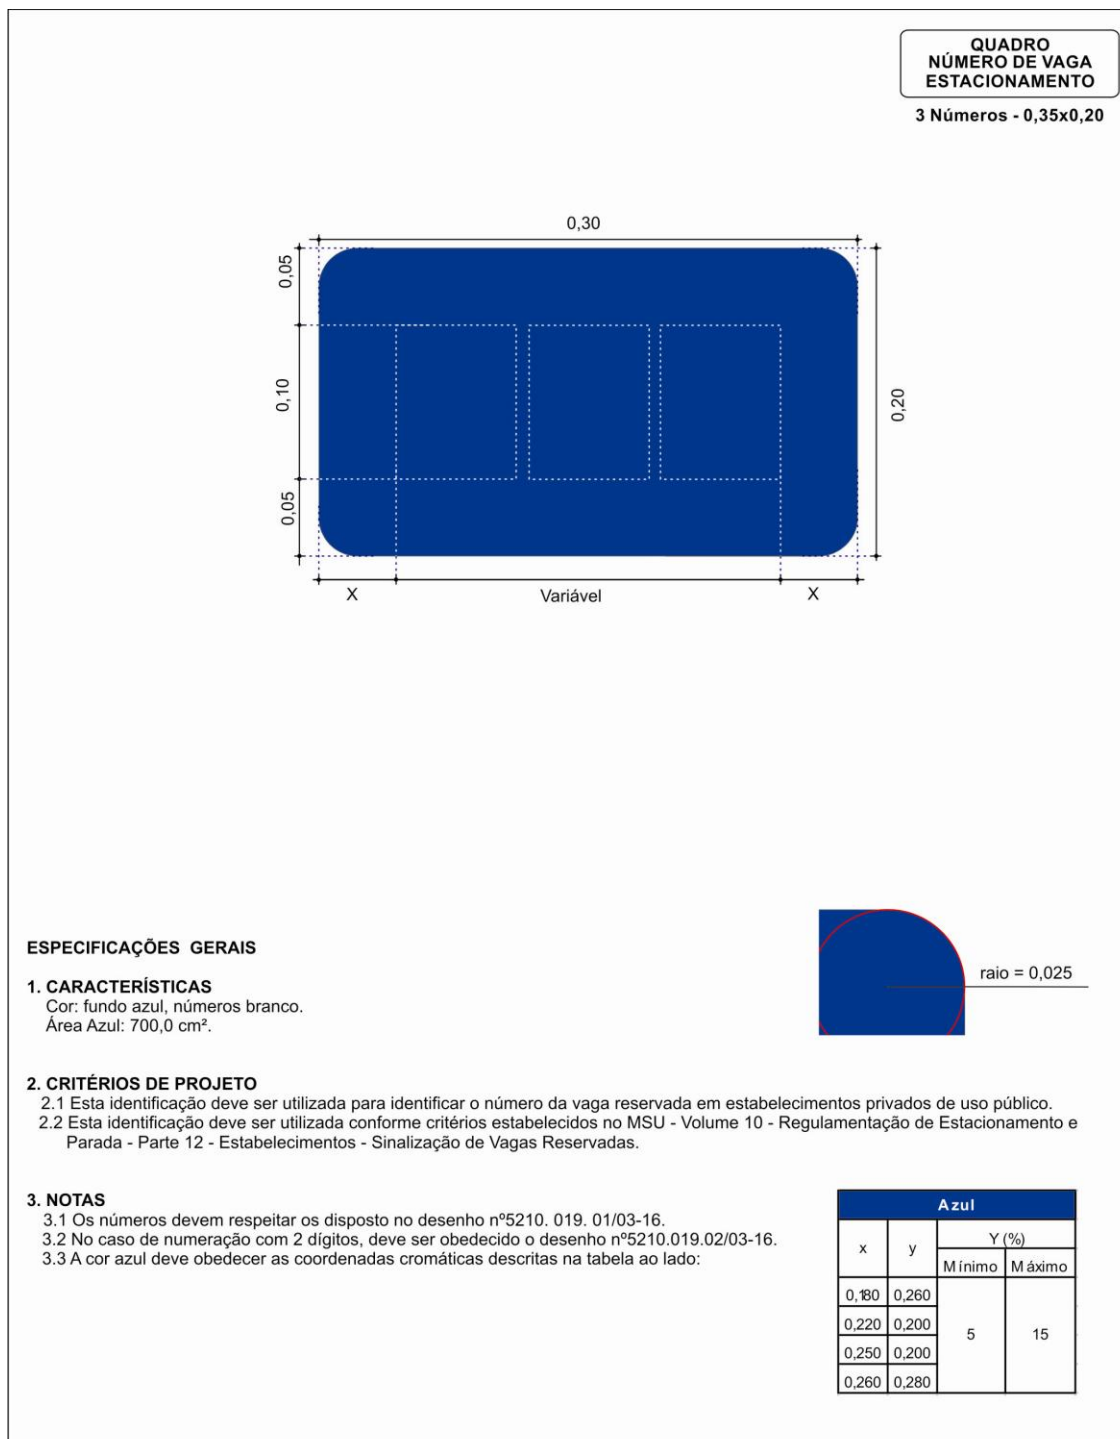 QUADRO
NÚMERO DE VAGA
ESTACIONAMENTO
3 Números - 0,35x0,20
0,30
0,05
0,10
0,05
0,20
X
Variável
X
ESPECIFICAÇÕES GERAIS
raio = 0,025
1. CARACTERÍSTICAS
Cor: fundo azul, números branco.
Área Azul: 700,0 cm².
2. CRITÉRIOS DE PROJETO
2.1 Esta identificação deve ser utilizada para identificar o número da vaga reservada em estabelecimentos privados de uso público.
2.2 Esta identificação deve ser utilizada conforme critérios estabelecidos no MSU - Volume 10 - Regulamentação de Estacionamento e
Parada - Parte 12 - Estabelecimentos - Sinalização de Vagas Reservadas.
3. NOTAS
3.1 Os números devem respeitar os disposto no desenho nº5210. 019. 01/03-16.
3.2 No caso de numeração com 2 dígitos, deve ser obedecido o desenho nº5210.019.02/03-16.
3.3 A cor azul deve obedecer as coordenadas cromáticas descritas na tabela ao lado:
Azul
x y Y (%)
Mínimo Máximo
0,180 0,260
0,220 0,200
5 15
0,250 0,200
0,260 0,280